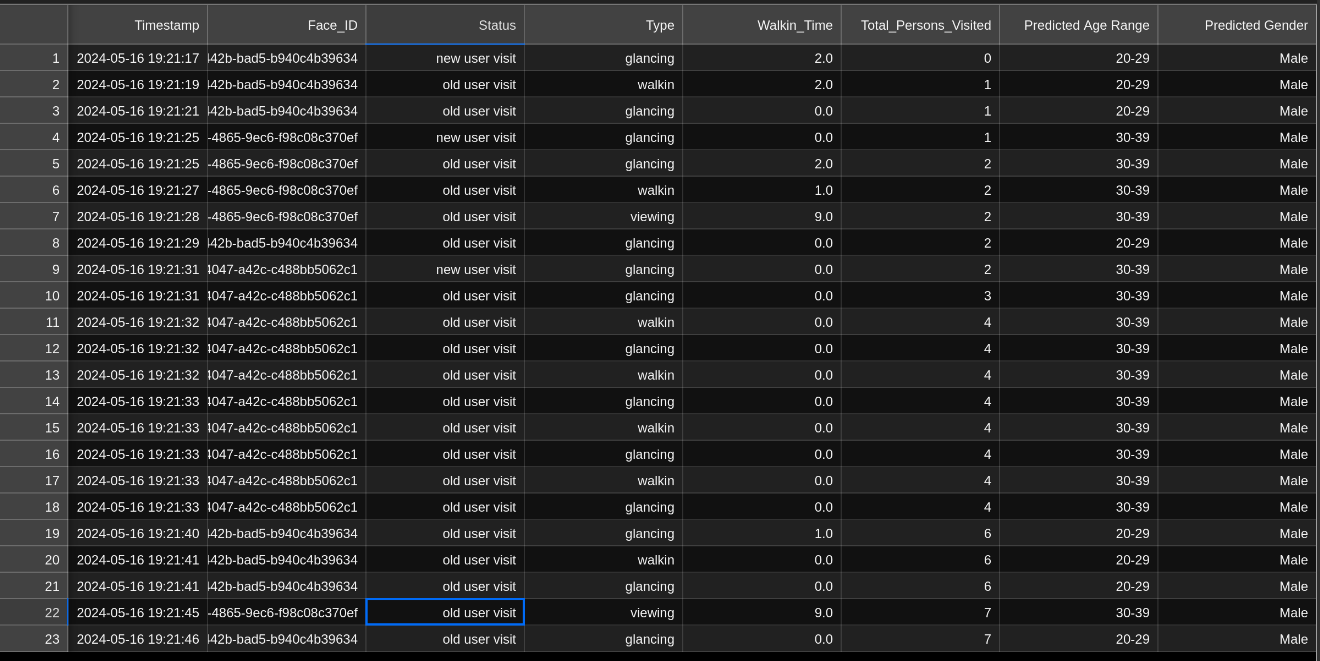 Timestamp Face_ID Status Type Walkin_Time Total_Persons_Visited Predicted Age Range Predicted Gender
1 2024-05-16 19:21:17 442b-bad5-b940c4b39634 new user visit glancing 2.0 0 20-29 Male
2 2024-05-16 19:21:19 442b-bad5-b940c4b39634 old user visit walkin 2.0 1 20-29 Male
3 2024-05-16 19:21:21 442b-bad5-b940c4b39634 old user visit glancing 0.0 1 20-29 Male
4 2024-05-16 19:21:25 -4865-9ec6-f98c08c370ef new user visit glancing 0.0 1 30-39 Male
5 2024-05-16 19:21:25 -4865-9ec6-f98c08c370ef old user visit glancing 2.0 2 30-39 Male
6 2024-05-16 19:21:27 -4865-9ec6-f98c08c370ef old user visit walkin 1.0 2 30-39 Male
7 2024-05-16 19:21:28 -4865-9ec6-f98c08c370ef old user visit viewing 9.0 2 30-39 Male
8 2024-05-16 19:21:29 442b-bad5-b940c4b39634 old user visit glancing 0.0 2 20-29 Male
9 2024-05-16 19:21:31 4047-a42c-c488bb5062c1 new user visit glancing 0.0 2 30-39 Male
10 2024-05-16 19:21:31 4047-a42c-c488bb5062c1 old user visit glancing 0.0 3 30-39 Male
11 2024-05-16 19:21:32 4047-a42c-c488bb5062c1 old user visit walkin 0.0 4 30-39 Male
12 2024-05-16 19:21:32 4047-a42c-c488bb5062c1 old user visit glancing 0.0 4 30-39 Male
13 2024-05-16 19:21:32 4047-a42c-c488bb5062c1 old user visit walkin 0.0 4 30-39 Male
14 2024-05-16 19:21:33 4047-a42c-c488bb5062c1 old user visit glancing 0.0 4 30-39 Male
15 2024-05-16 19:21:33 4047-a42c-c488bb5062c1 old user visit walkin 0.0 4 30-39 Male
16 2024-05-16 19:21:33 4047-a42c-c488bb5062c1 old user visit glancing 0.0 4 30-39 Male
17 2024-05-16 19:21:33 4047-a42c-c488bb5062c1 old user visit walkin 0.0 4 30-39 Male
18 2024-05-16 19:21:33 4047-a42c-c488bb5062c1 old user visit glancing 0.0 4 30-39 Male
19 2024-05-16 19:21:40 442b-bad5-b940c4b39634 old user visit glancing 1.0 6 20-29 Male
20 2024-05-16 19:21:41 442b-bad5-b940c4b39634 old user visit walkin 0.0 6 20-29 Male
21 2024-05-16 19:21:41 442b-bad5-b940c4b39634 old user visit glancing 0.0 6 20-29 Male
22 2024-05-16 19:21:45 -4865-9ec6-f98c08c370ef old user visit viewing 9.0 7 30-39 Male
23 2024-05-16 19:21:46 442b-bad5-b940c4b39634 old user visit glancing 0.0 7 20-29 Male